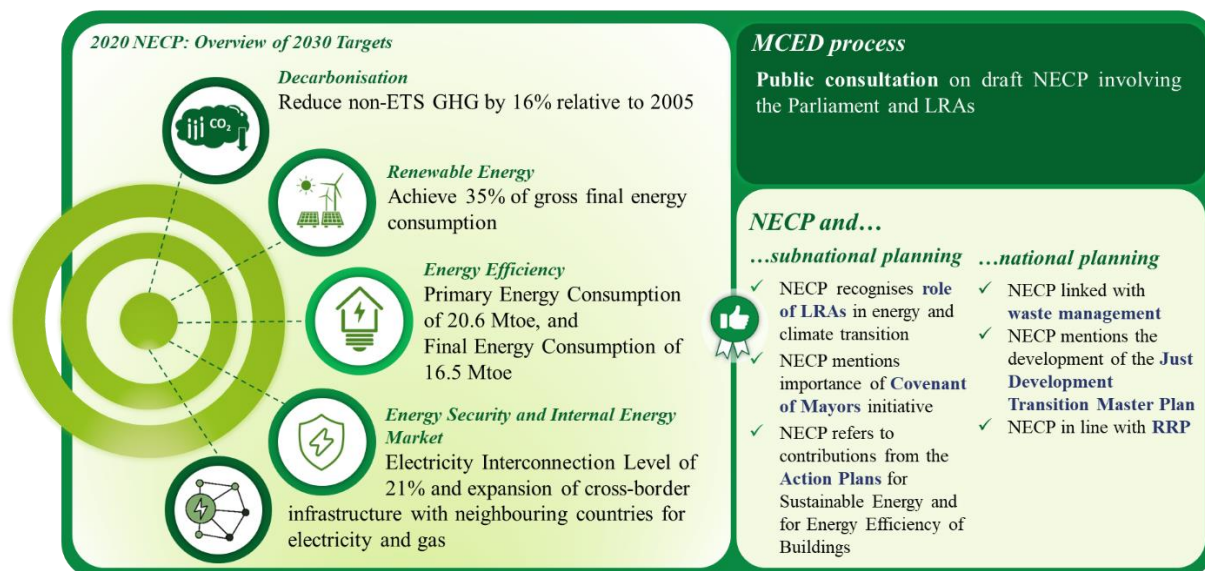 2020 NECP: Overview of 2030 Targets
Decarbonisation
Reduce non-ETS GHG by 16% relative to 2005
CO2
Renewable Energy
Achieve 35% of gross final energy
consumption
Energy Efficiency
Primary Energy Consumption
of 20.6 Mtoe, and
Final Energy Consumption of
16.5 Mtoe
Energy Security and Internal Energy
Market
Electricity Interconnection Level of
21% and expansion of cross-border
infrastructure with neighbouring countries for
electricity and gas
MCED process
Public consultation on draft NECP involving
the Parliament and LRAs
NECP and…
…subnational planning
✓ NECP recognises role
of LRAs in energy and
climate transition
✓ NECP mentions
importance of Covenant
of Mayors initiative
✓ NECP refers to
contributions from the
Action Plans for
Sustainable Energy and
for Energy Efficiency of
Buildings
…national planning
✓ NECP linked with
waste management
✓ NECP mentions the
development of the Just
Development
Transition Master Plan
✓ NECP in line with RRP